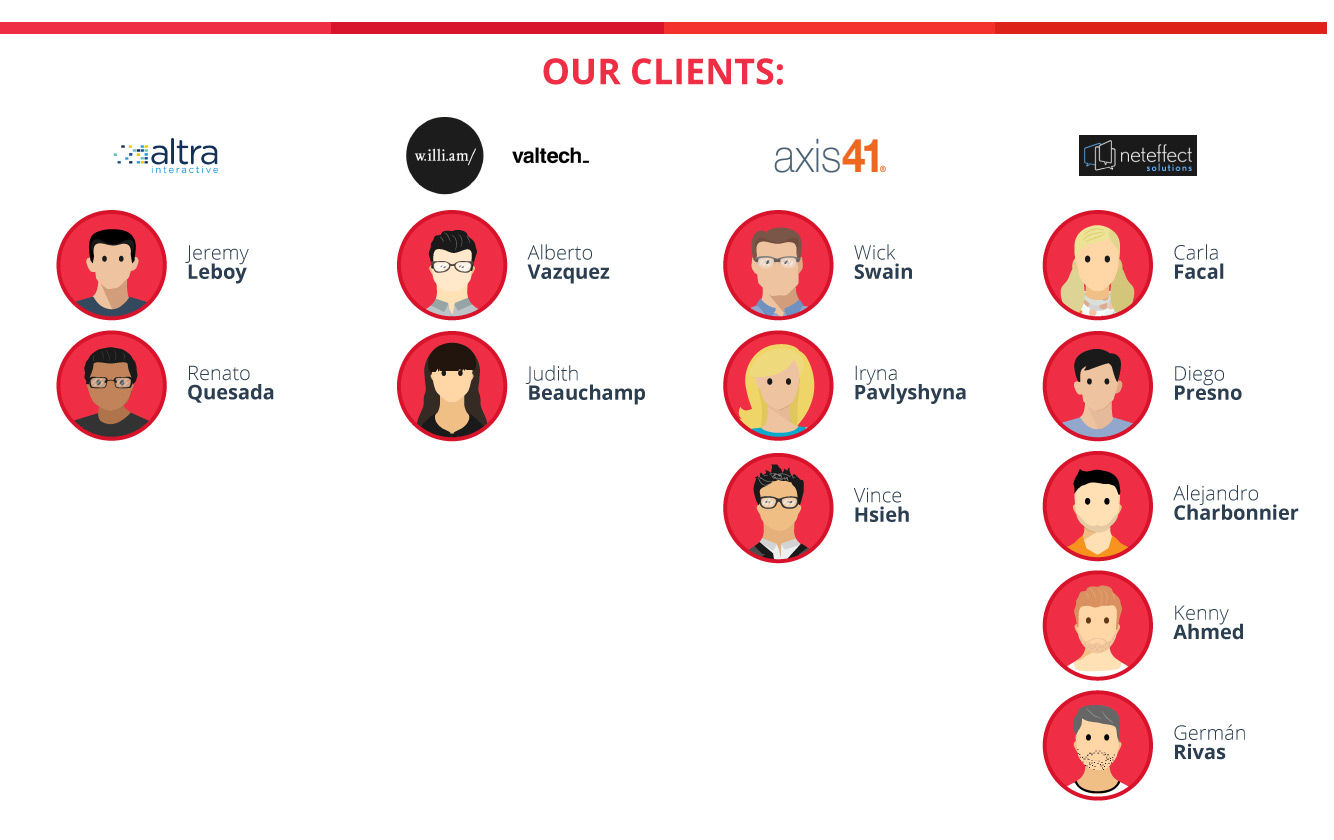 OUR CLIENTS:
altra
interactive
w.illi.am/
valtech_
axis41®
neteffect
solutions
Jeremy
Leboy
Renato
Quesada
Alberto
Vazquez
Judith
Beauchamp
Wick
Swain
Iryna
Pavlyshyna
Vince
Hsieh
Carla
Facal
Diego
Presno
Alejandro
Charbonnier
Kenny
Ahmed
Germán
Rivas